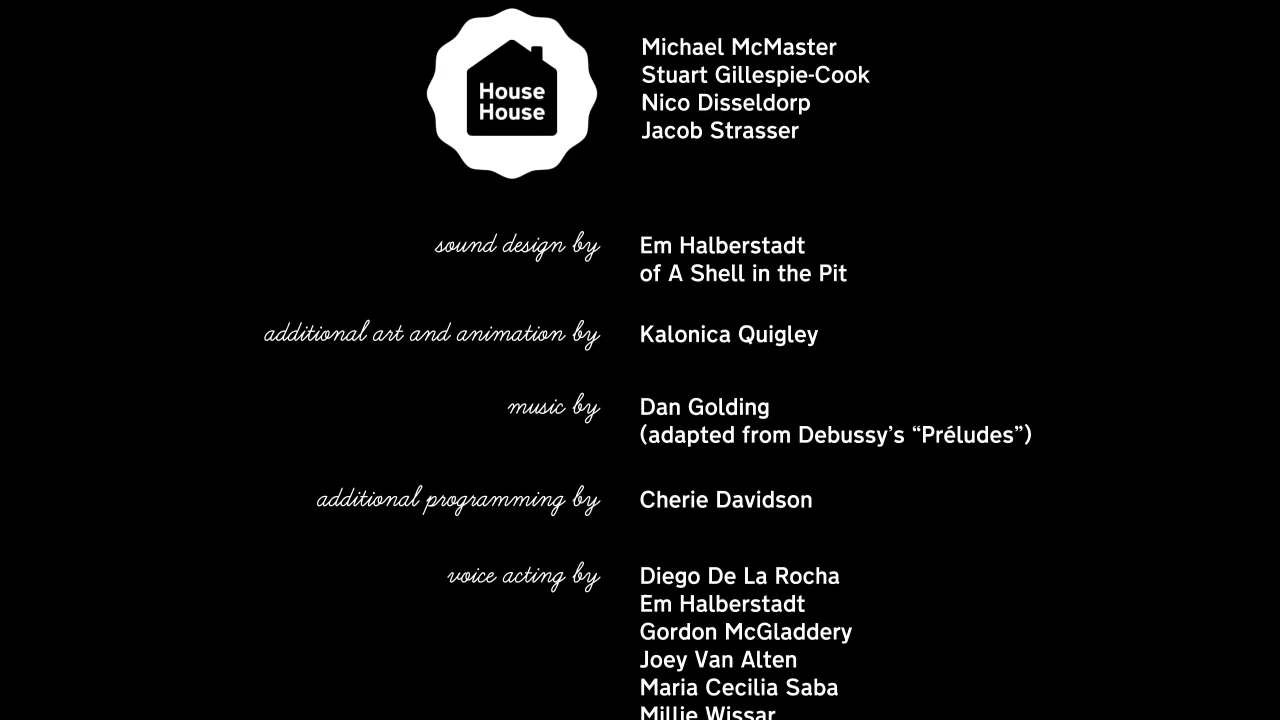 House
House
Michael McMaster
Stuart Gillespie-Cook
Nico Disseldorp
Jacob Strasser
sound design by
Em Halberstadt
of A Shell in the Pit
additional art and animation by
Kalonica Quigley
music by
Dan Golding
(adapted from Debussy’s “Préludes”)
additional programming by
Cherie Davidson
voice acting by
Diego De La Rocha
Em Halberstadt
Gordon McGladdery
Joey Van Alten
Maria Cecilia Saba
Millie Wissar